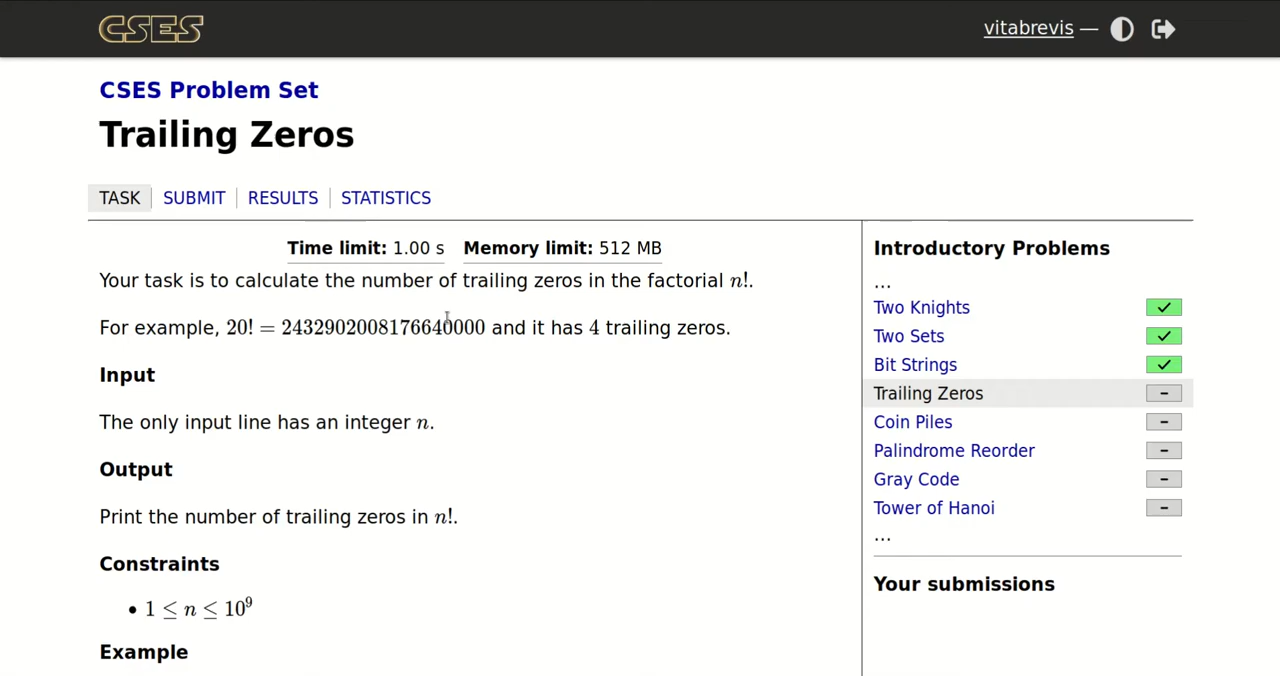 CSES
vitabrevis —
CSES Problem Set
Trailing Zeros
TASK SUBMIT RESULTS STATISTICS
Time limit: 1.00 s Memory limit: 512 MB
Your task is to calculate the number of trailing zeros in the factorial n!.
For example, 20! = 2432902008176640000 and it has 4 trailing zeros.
Input
The only input line has an integer n.
Output
Print the number of trailing zeros in n!.
Constraints
• 1 ≤ n ≤ 10⁹
Example
Introductory Problems
...
Two Knights
Two Sets
Bit Strings
Trailing Zeros –
Coin Piles –
Palindrome Reorder –
Gray Code –
Tower of Hanoi –
...
Your submissions